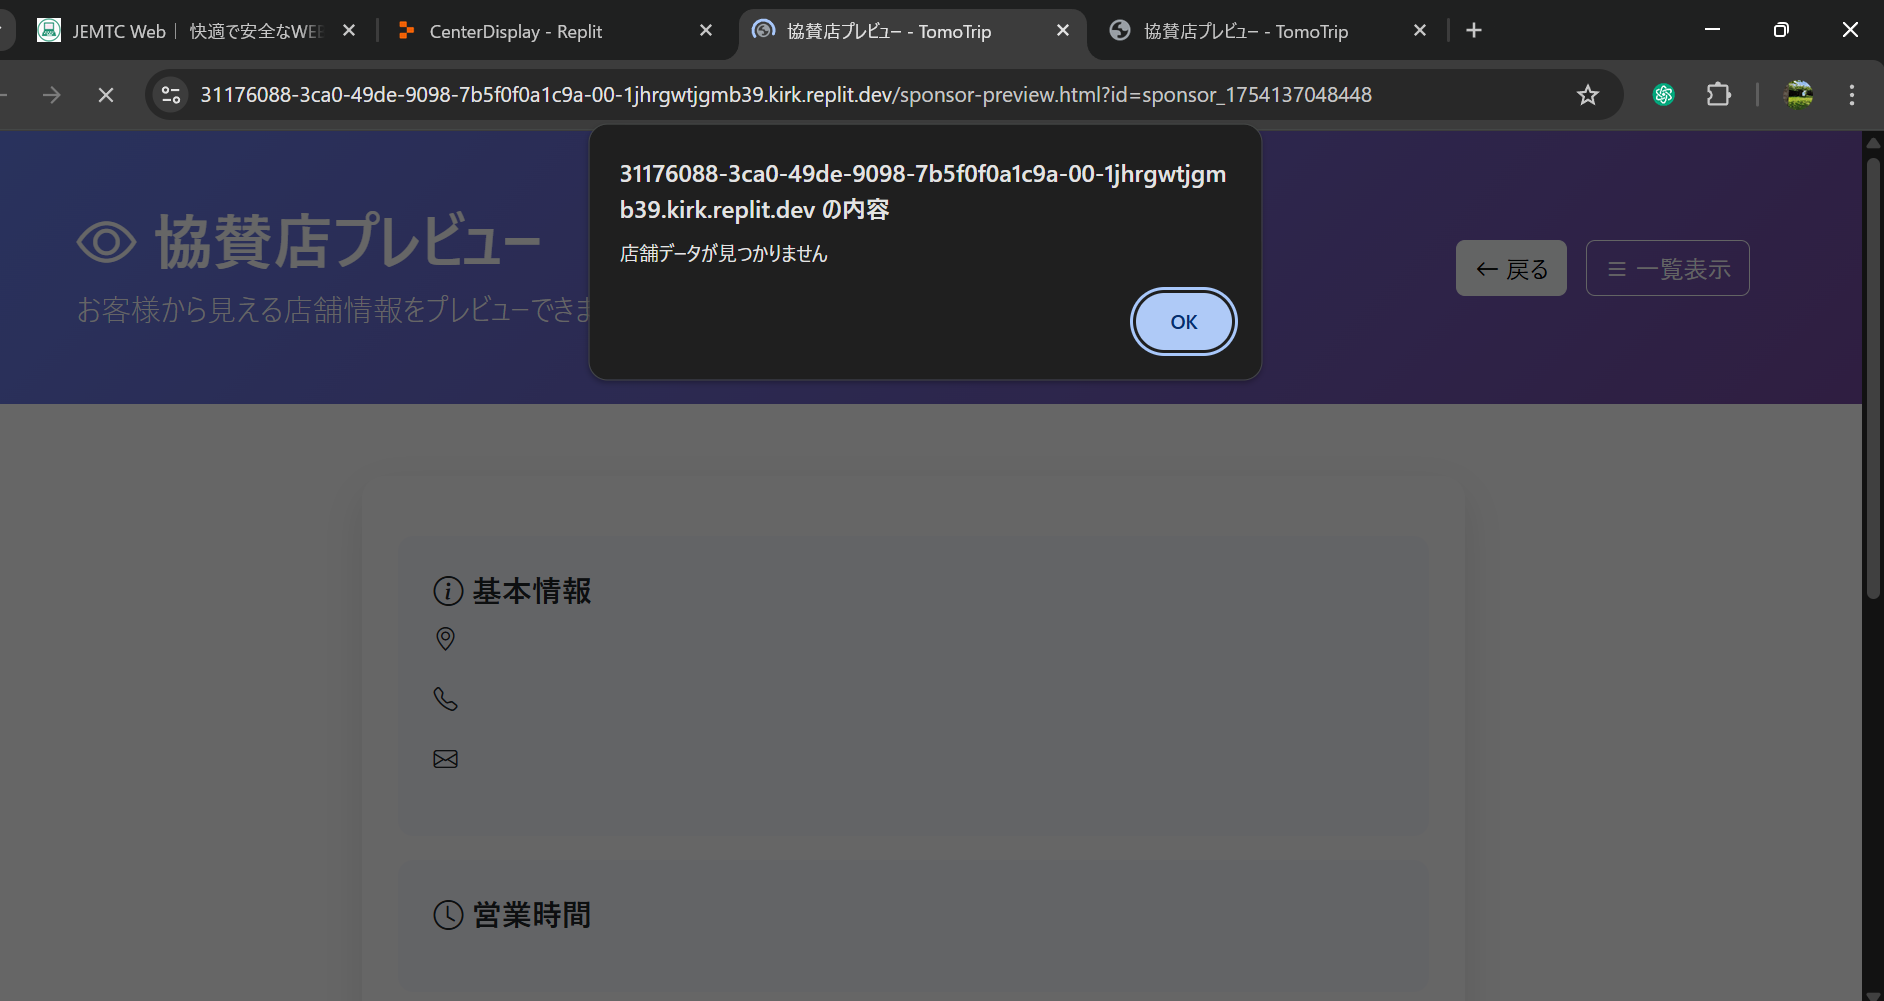 JEMTC Web｜ 快適で安全なWEE
CenterDisplay - Replit
協賛店プレビュー - TomoTrip
協賛店プレビュー - TomoTrip
31176088-3ca0-49de-9098-7b5f0f0a1c9a-00-1jhrgwtjgmb39.kirk.replit.dev/sponsor-preview.html?id=sponsor_1754137048448
31176088-3ca0-49de-9098-7b5f0f0a1c9a-00-1jhrgwtjgm
b39.kirk.replit.dev の内容
店舗データが見つかりません
OK
協賛店プレビュー
お客様から見える店舗情報をプレビューできま
← 戻る
一覧表示
基本情報
営業時間